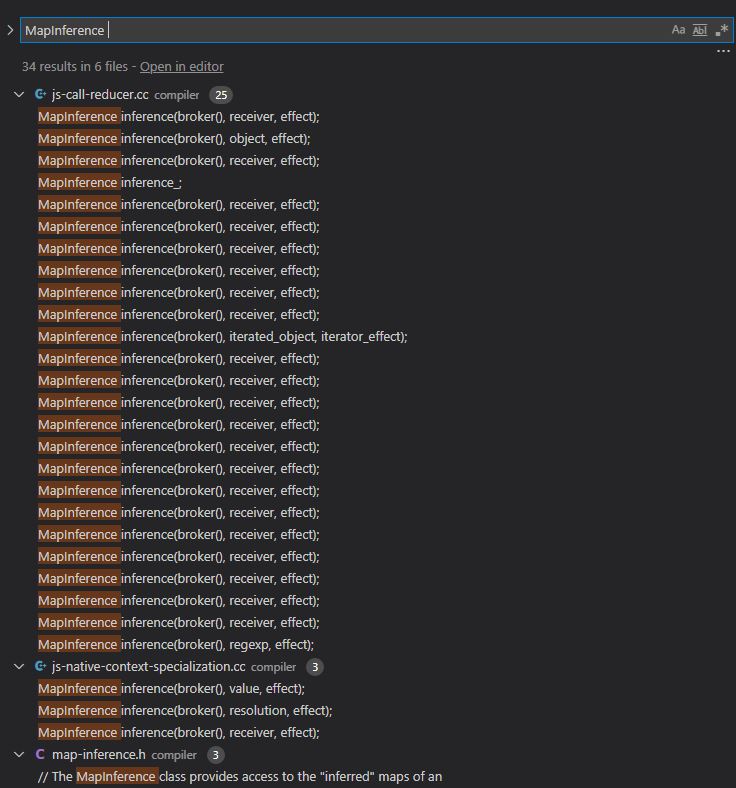 MapInference
Aa Abl .*
...
34 results in 6 files - Open in editor
js-call-reducer.cc compiler 25
MapInference inference(broker(), receiver, effect);
MapInference inference(broker(), object, effect);
MapInference inference(broker(), receiver, effect);
MapInference inference_;
MapInference inference(broker(), receiver, effect);
MapInference inference(broker(), receiver, effect);
MapInference inference(broker(), receiver, effect);
MapInference inference(broker(), receiver, effect);
MapInference inference(broker(), receiver, effect);
MapInference inference(broker(), receiver, effect);
MapInference inference(broker(), iterated_object, iterator_effect);
MapInference inference(broker(), receiver, effect);
MapInference inference(broker(), receiver, effect);
MapInference inference(broker(), receiver, effect);
MapInference inference(broker(), receiver, effect);
MapInference inference(broker(), receiver, effect);
MapInference inference(broker(), receiver, effect);
MapInference inference(broker(), receiver, effect);
MapInference inference(broker(), receiver, effect);
MapInference inference(broker(), receiver, effect);
MapInference inference(broker(), receiver, effect);
MapInference inference(broker(), receiver, effect);
MapInference inference(broker(), receiver, effect);
MapInference inference(broker(), receiver, effect);
MapInference inference(broker(), regexp, effect);
js-native-context-specialization.cc compiler 3
MapInference inference(broker(), value, effect);
MapInference inference(broker(), resolution, effect);
MapInference inference(broker(), receiver, effect);
C map-inference.h compiler 3
// The MapInference class provides access to the "inferred" maps of an